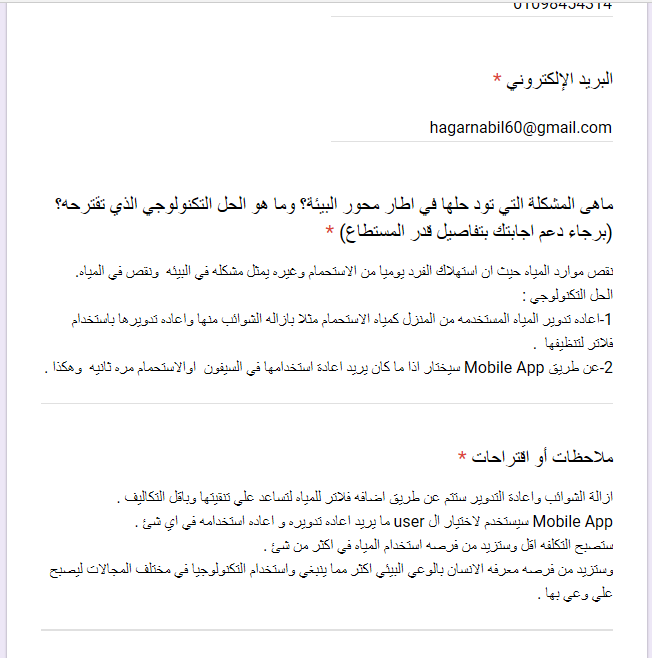 البريد الإلكتروني *
hagarnabil60@gmail.com
ماهى المشكلة التي تود حلها في اطار محور البيئة؟ وما هو الحل التكنولوجي الذي تقترحه؟
(برجاء دعم اجابتك بتفاصيل قدر المستطاع) *
نقص موارد المياه حيث ان استهلاك الفرد يوميا من الاستحمام وغيره يمثل مشكله في البيئه ونقص في المياه.
الحل التكنولوجي :
1-اعاده تدوير المياه المستخدمه من المنزل كمياه الاستحمام مثلا بازاله الشوائب منها واعاده تدويرها باستخدام
فلاتر لتنظيفها .
2-عن طريق Mobile App سيختار اذا ما كان يريد اعادة استخدامها في السيفون اوالاستحمام مره ثانيه وهكذا .
ملاحظات أو اقتراحات *
ازالة الشوائب واعادة التدوير ستتم عن طريق اضافه فلاتر للمياه لتساعد علي تنقيتها وباقل التكاليف .
Mobile App سيستخدم لاختيار ال user ما يريد اعاده تدويره و اعاده استخدامه في اي شئ .
ستصبح التكلفه اقل وستزيد من فرصه استخدام المياه في اكثر من شئ .
وستزيد من فرصه معرفه الانسان بالوعي البيئي اكثر مما ينبغي واستخدام التكنولوجيا في مختلف المجالات ليصبح
علي وعي بها .